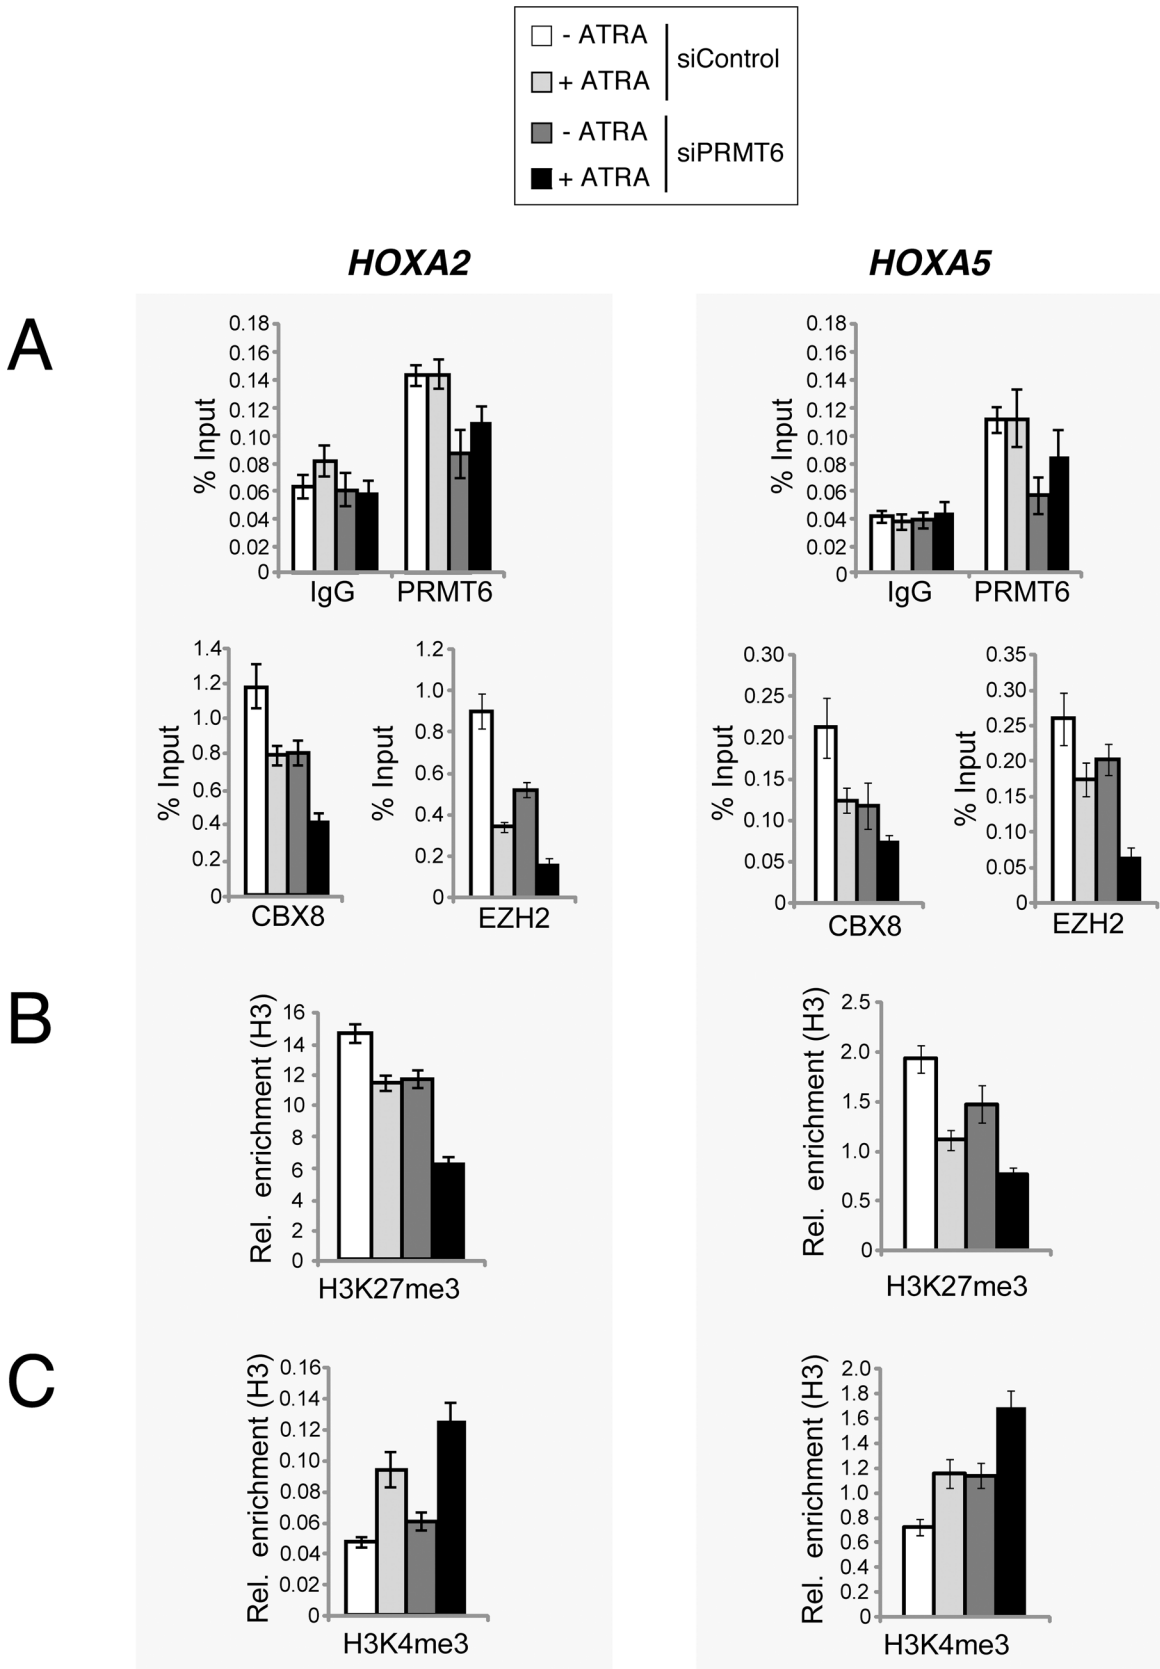 - ATRA
+ ATRA
siControl
- ATRA
+ ATRA
siPRMT6
HOXA2
HOXA5
A
% Input
0.18
0.16
0.14
0.12
0.10
0.08
0.06
0.04
0.02
0
IgG
PRMT6
% Input
0.18
0.16
0.14
0.12
0.10
0.08
0.06
0.04
0.02
0
IgG
PRMT6
% Input
1.4
1.2
1.0
0.8
0.6
0.4
0.2
0
CBX8
% Input
1.2
1.0
0.8
0.6
0.4
0.2
0
EZH2
% Input
0.30
0.25
0.20
0.15
0.10
0.05
0
CBX8
% Input
0.35
0.30
0.25
0.20
0.15
0.10
0.05
0
EZH2
B
Rel. enrichment (H3)
16
14
12
10
8
6
4
2
0
H3K27me3
Rel. enrichment (H3)
2.5
2.0
1.5
1.0
0.5
0
H3K27me3
C
Rel. enrichment (H3)
0.16
0.14
0.12
0.10
0.08
0.06
0.04
0.02
0
H3K4me3
Rel. enrichment (H3)
2.0
1.8
1.6
1.4
1.2
1.0
0.8
0.6
0.4
0.2
0
H3K4me3